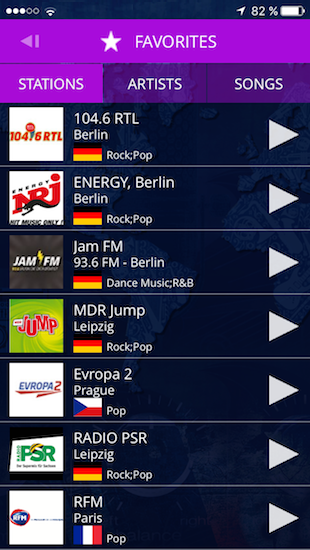 82 %
FAVORITES
STATIONS
ARTISTS
SONGS
104.6 RTL
104.6 RTL
Berlin
Rock;Pop
ENERGY
NRJ
HIT MUSIC ONLY !
ENERGY, Berlin
Berlin
Rock;Pop
JAM FM
Jam FM
93.6 FM - Berlin
Dance Music;R&B
JUMP
MDR Jump
Leipzig
Rock;Pop
EVROPA 2
Evropa 2
Prague
Pop
RADIO
PSR
Der Supermix für Sachsen
RADIO PSR
Leipzig
Rock;Pop
RFM
RFM
Paris
Pop